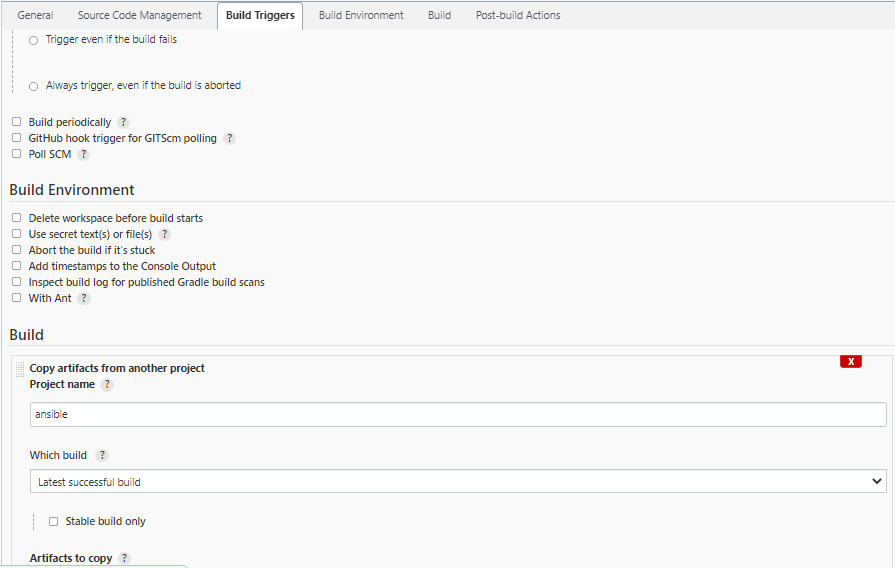 General Source Code Management Build Triggers Build Environment Build Post-build Actions
Trigger even if the build fails
Always trigger, even if the build is aborted
Build periodically ?
GitHub hook trigger for GITScm polling ?
Poll SCM ?
Build Environment
Delete workspace before build starts
Use secret text(s) or file(s) ?
Abort the build if it's stuck
Add timestamps to the Console Output
Inspect build log for published Gradle build scans
With Ant ?
Build
X
Copy artifacts from another project
Project name ?
ansible
Which build ?
Latest successful build
Stable build only
Artifacts to copy ?